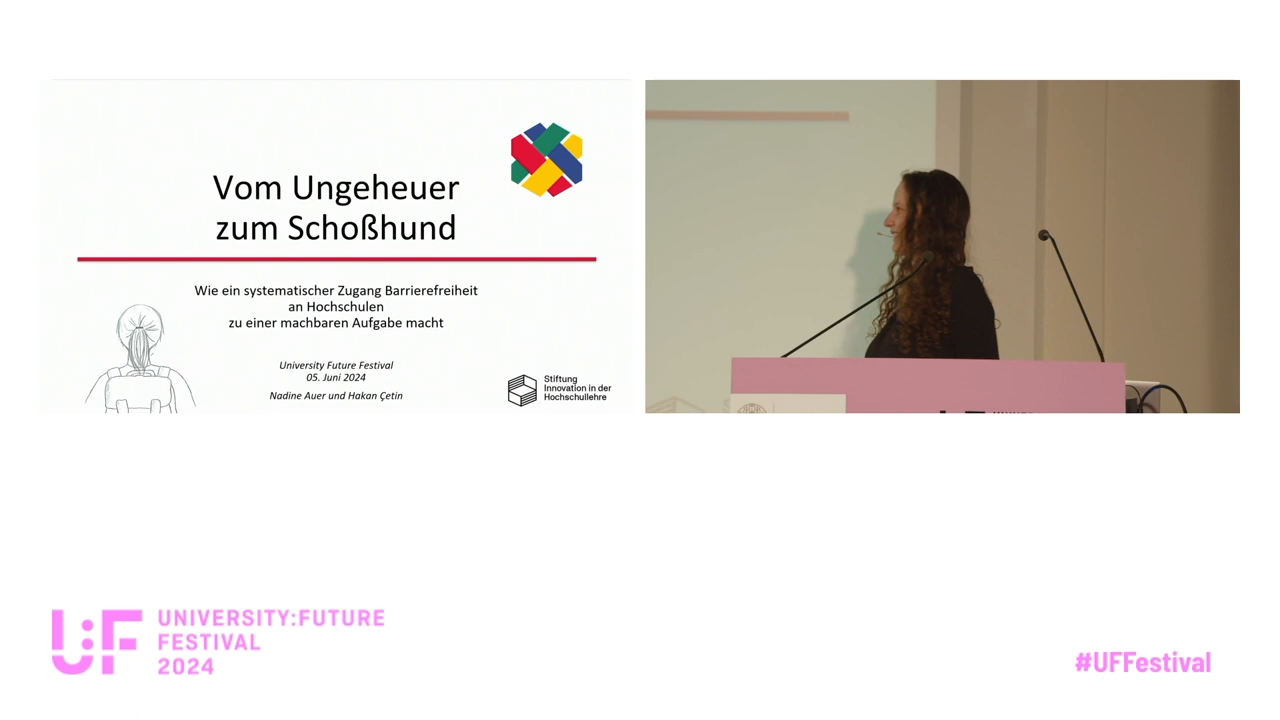 Vom Ungeheuer
zum Schoßhund
Wie ein systematischer Zugang Barrierefreiheit
an Hochschulen
zu einer machbaren Aufgabe macht
University Future Festival
05. Juni 2024
Nadine Auer und Hakan Çetin
Stiftung
Innovation in der
Hochschullehre
U:F
UNIVERSITY:FUTURE
FESTIVAL
2024
#UFFestival